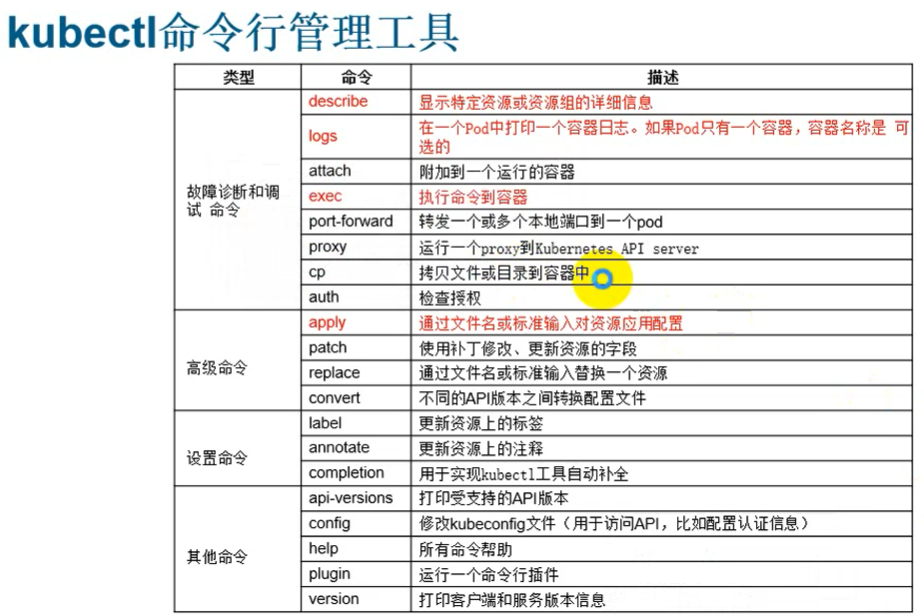 kubectl命令行管理工具
类型 命令 描述
故障诊断和调
试 命令
describe 显示特定资源或资源组的详细信息
logs 在一个Pod中打印一个容器日志。如果Pod只有一个容器，容器名称是 可
选的
attach 附加到一个运行的容器
exec 执行命令到容器
port-forward 转发一个或多个本地端口到一个pod
proxy 运行一个proxy到Kubernetes API server
cp 拷贝文件或目录到容器中
auth 检查授权
高级命令
apply 通过文件名或标准输入对资源应用配置
patch 使用补丁修改、更新资源的字段
replace 通过文件名或标准输入替换一个资源
convert 不同的API版本之间转换配置文件
设置命令
label 更新资源上的标签
annotate 更新资源上的注释
completion 用于实现kubectl工具自动补全
其他命令
api-versions 打印受支持的API版本
config 修改kubeconfig文件（用于访问API，比如配置认证信息）
help 所有命令帮助
plugin 运行一个命令行插件
version 打印客户端和服务版本信息